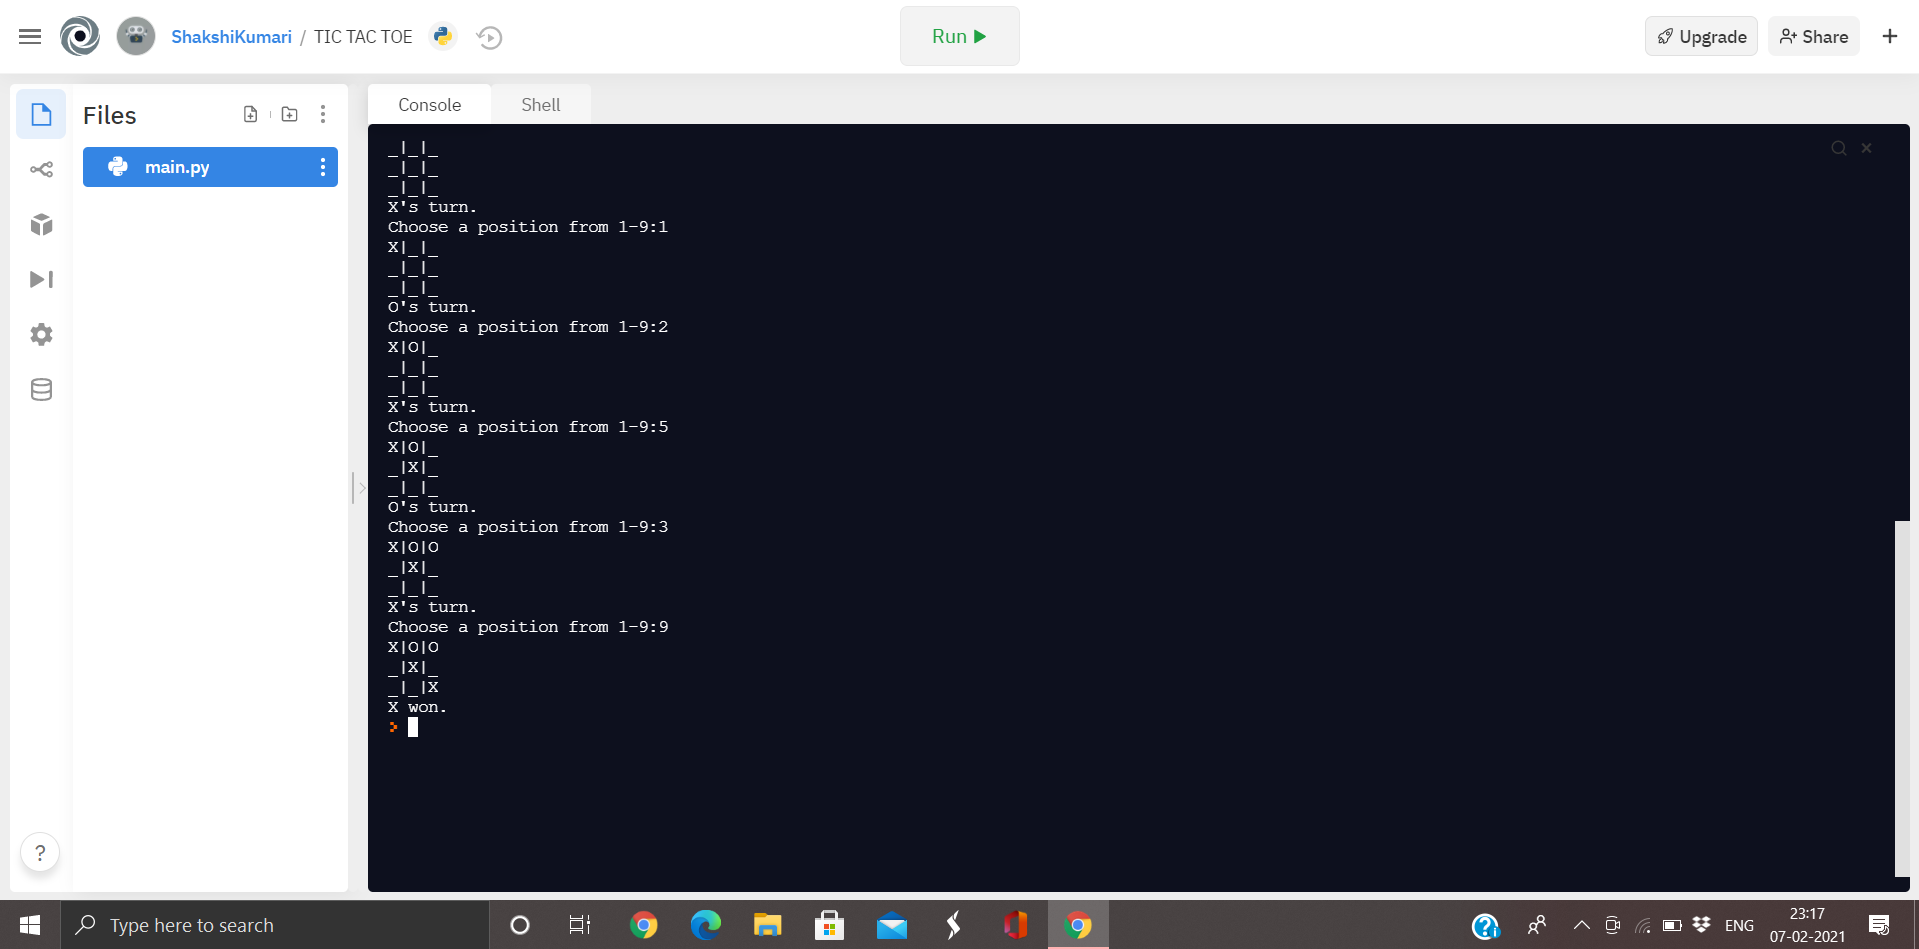 ShakshiKumari / TIC TAC TOE
Run
Upgrade
Share
Files
main.py
Console
Shell
_|_|_
_|_|_
_|_|_
X's turn.
Choose a position from 1-9:1
X|_|_
_|_|_
_|_|_
O's turn.
Choose a position from 1-9:2
X|O|_
_|_|_
_|_|_
X's turn.
Choose a position from 1-9:5
X|O|_
_|X|_
_|_|_
O's turn.
Choose a position from 1-9:3
X|O|O
_|X|_
_|_|_
X's turn.
Choose a position from 1-9:9
X|O|O
_|X|_
_|_|X
X won.
>
?
Type here to search
ENG
23:17
07-02-2021